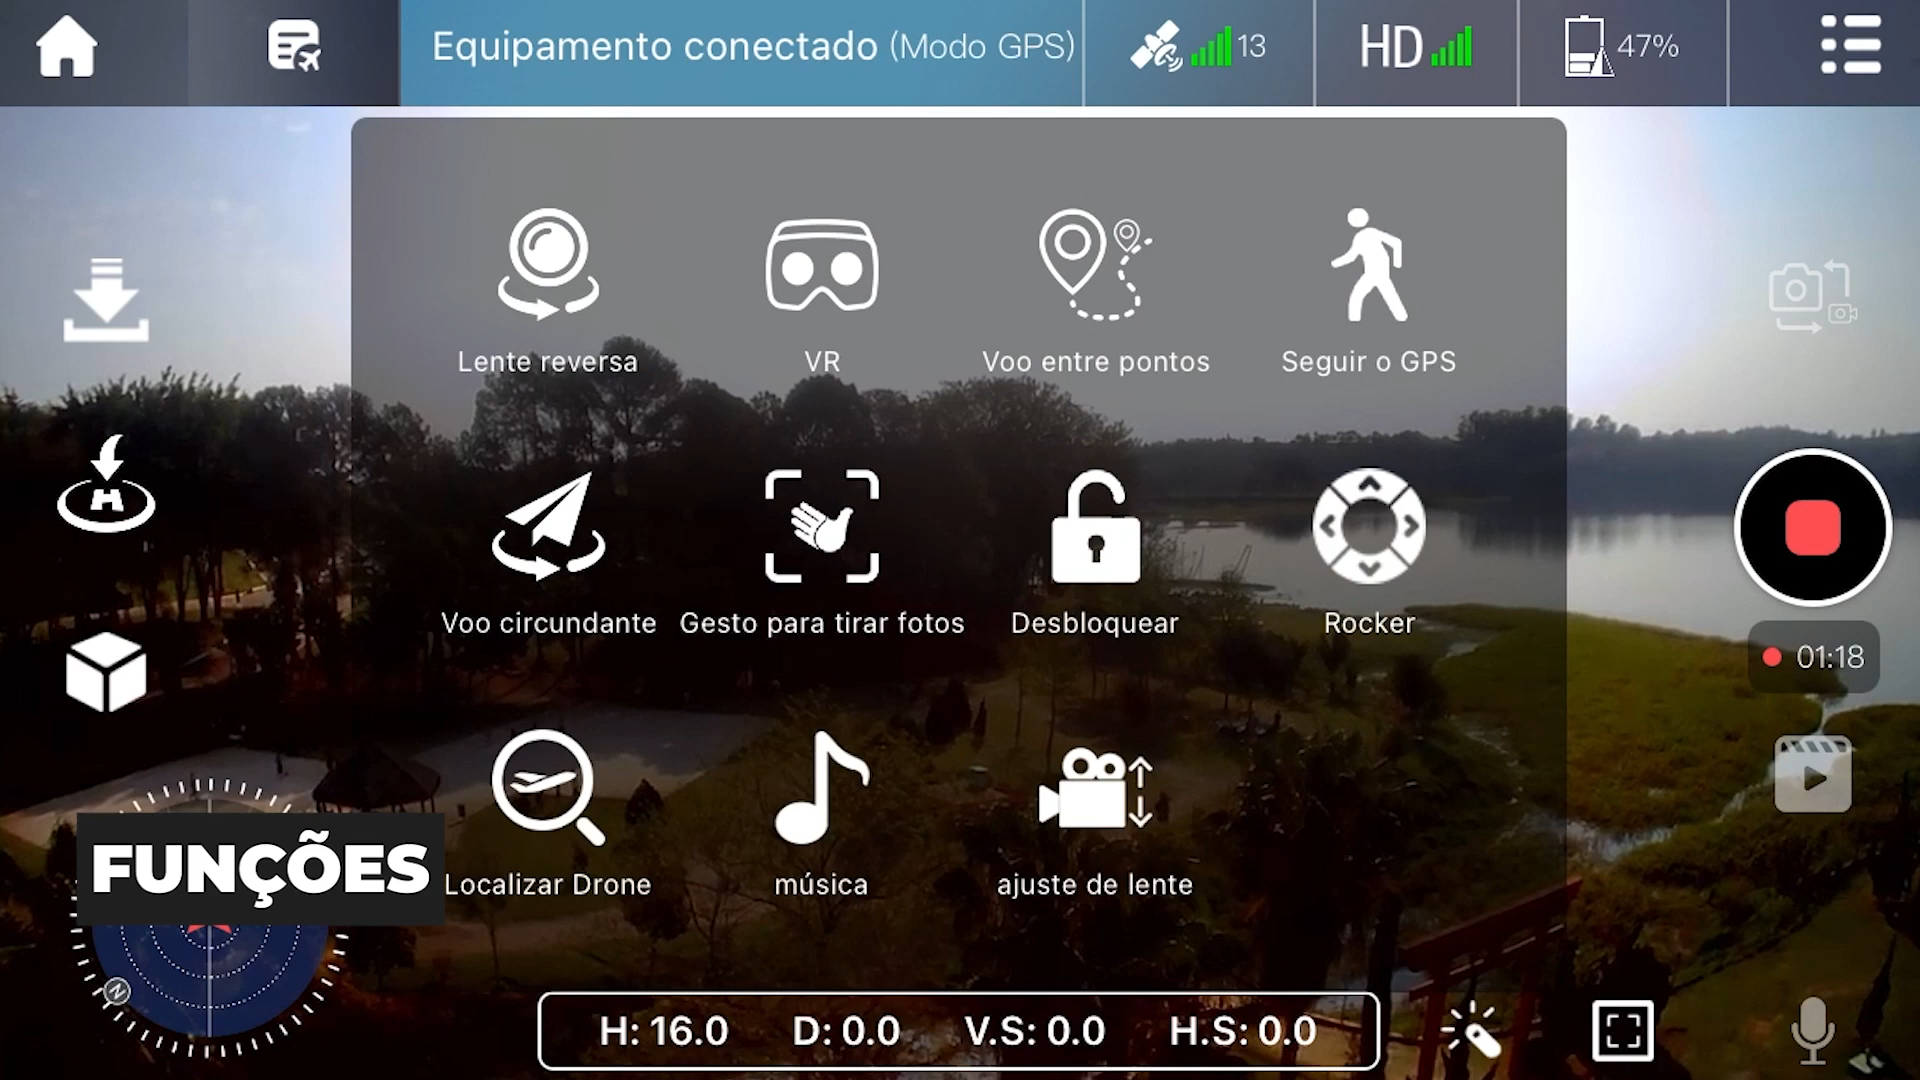 Equipamento conectado (Modo GPS)
13
HD
47%
Lente reversa
VR
Voo entre pontos
Seguir o GPS
Voo circundante
Gesto para tirar fotos
Desbloquear
Rocker
01:18
Localizar Drone
música
ajuste de lente
FUNÇÕES
N
H: 16.0 D: 0.0 V.S: 0.0 H.S: 0.0